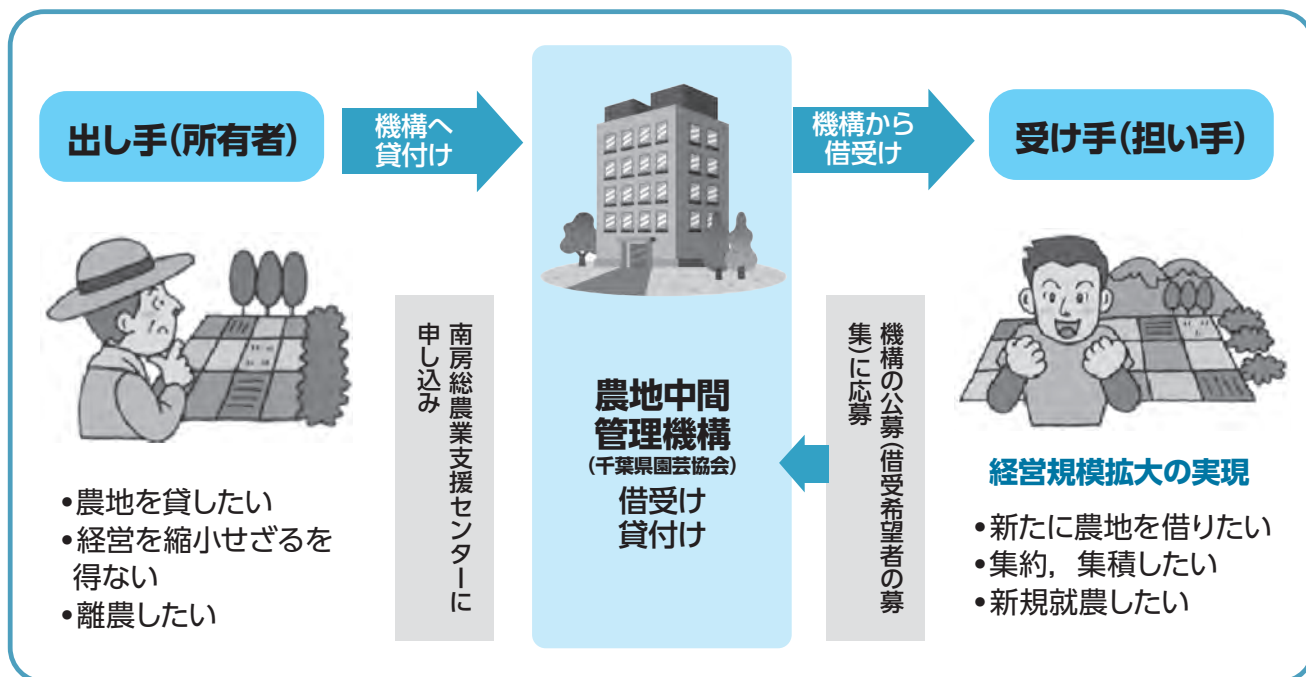 出し手(所有者)
機構へ
貸付け
機構から
借受け
受け手(担い手)
南房総農業支援センターに
申し込み
•農地を貸したい
•経営を縮小せざるを
得ない
•離農したい
農地中間
管理機構
(千葉県園芸協会)
借受け
貸付け
機構の公募(借受希望者の募
集)に応募
経営規模拡大の実現
•新たに農地を借りたい
•集約，集積したい
•新規就農したい